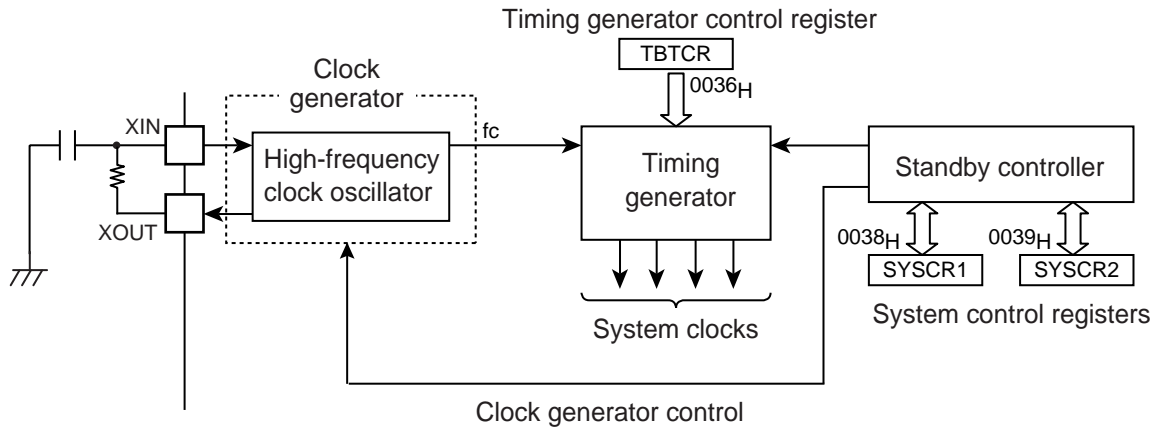 Timing generator control register
TBTCR
0036H
Clock
generator
XIN
fc
High-frequency
clock oscillator
Timing
generator
Standby controller
XOUT
0038H
0039H
SYSCR1
SYSCR2
System control registers
System clocks
Clock generator control